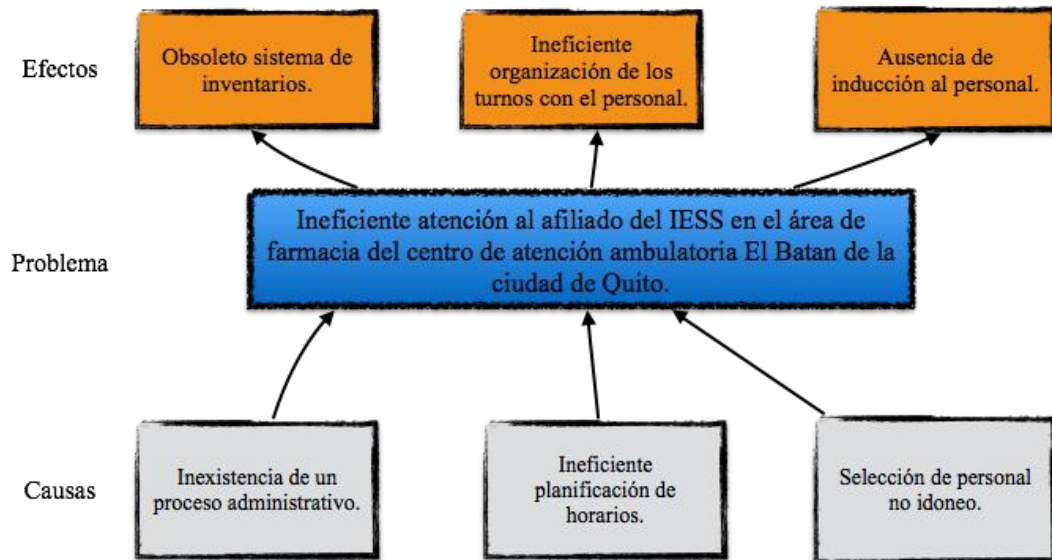 Efectos
Obsoleto sistema de
inventarios.
Ineficiente
organización de los
turnos con el personal.
Ausencia de
inducción al personal.
Problema
Ineficiente atención al afiliado del IESS en el área de
farmacia del centro de atención ambulatoria El Batan de la
ciudad de Quito.
Causas
Inexistencia de un
proceso administrativo.
Ineficiente
planificación de
horarios.
Selección de personal
no idoneo.